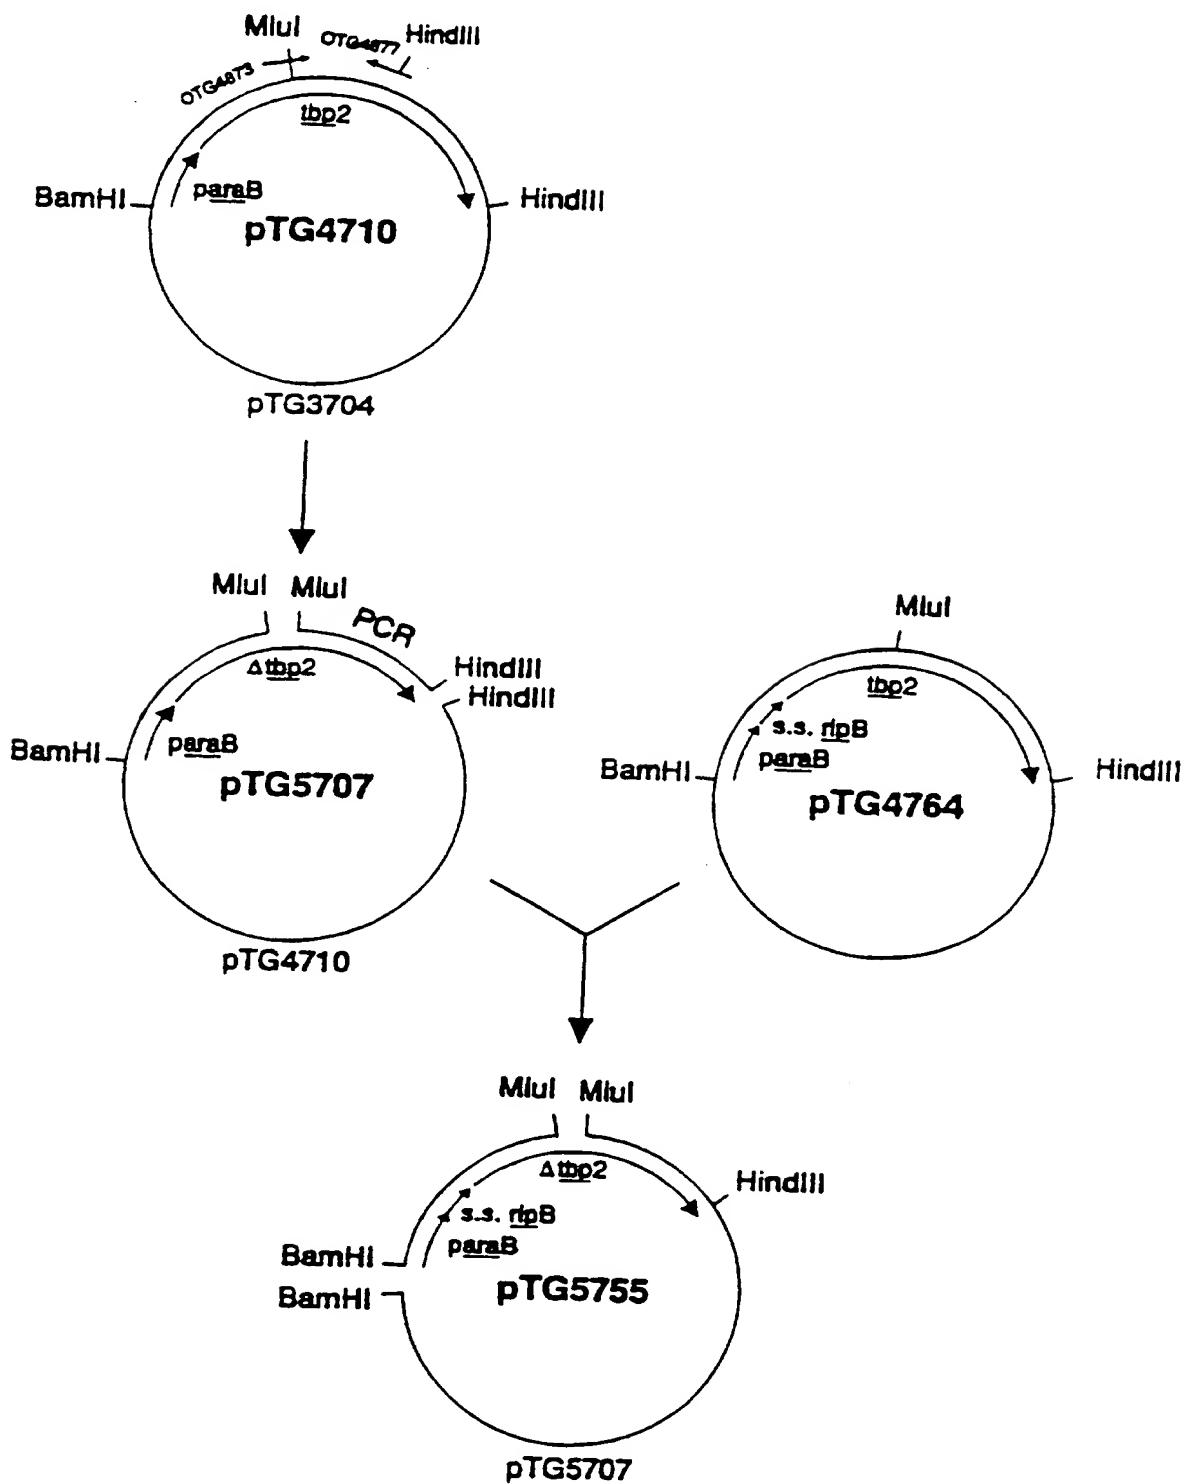 MluI
OTG4873
OTG4877
HindIII
tbp2
BamHI
paraB
HindIII
pTG4710
pTG3704
MluI MluI
PCR
HindIII
HindIII
Δtbp2
BamHI
paraB
pTG5707
pTG4710
MluI
tbp2
s.s. rlpB
paraB
BamHI
HindIII
pTG4764
MluI MluI
Δtbp2
HindIII
s.s. rlpB
paraB
BamHI
BamHI
pTG5755
pTG5707